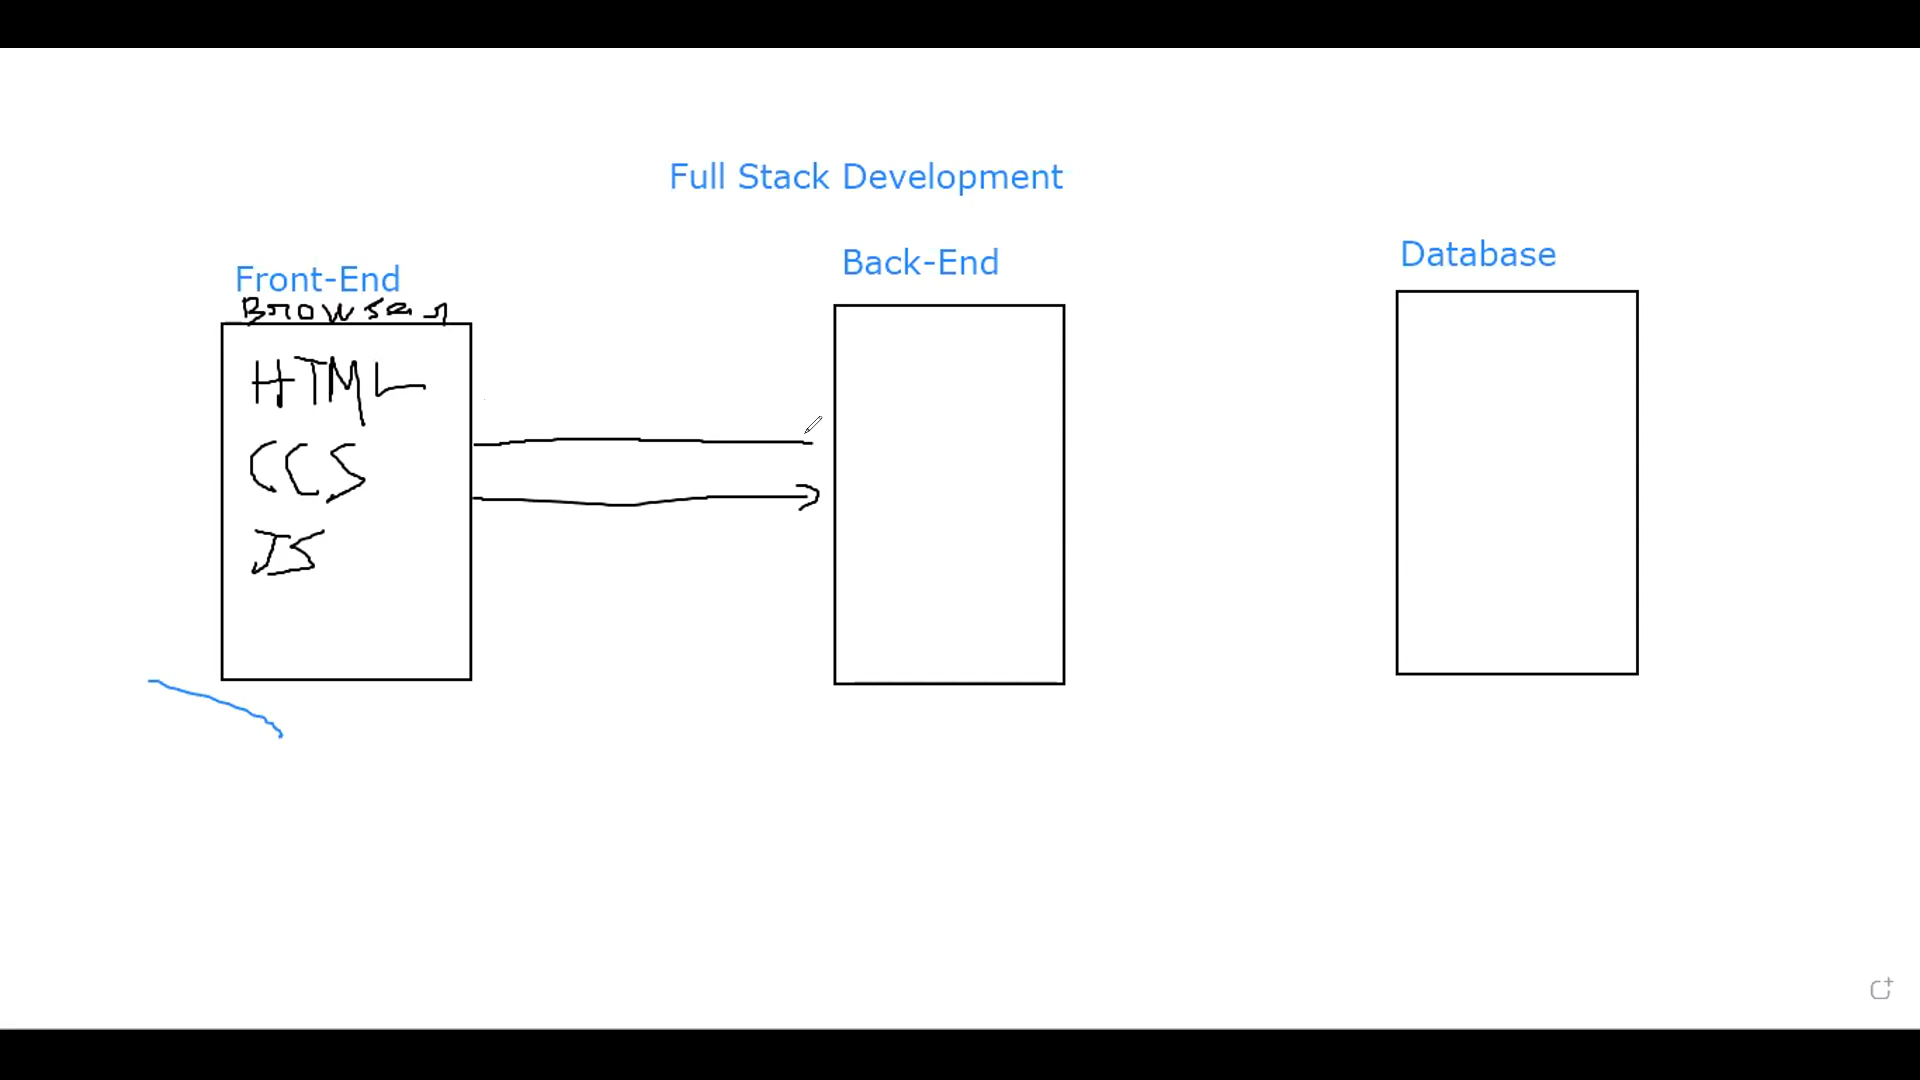 Full Stack Development
Front-End
Back-End
Database
Browser
HTML
CCS
JS